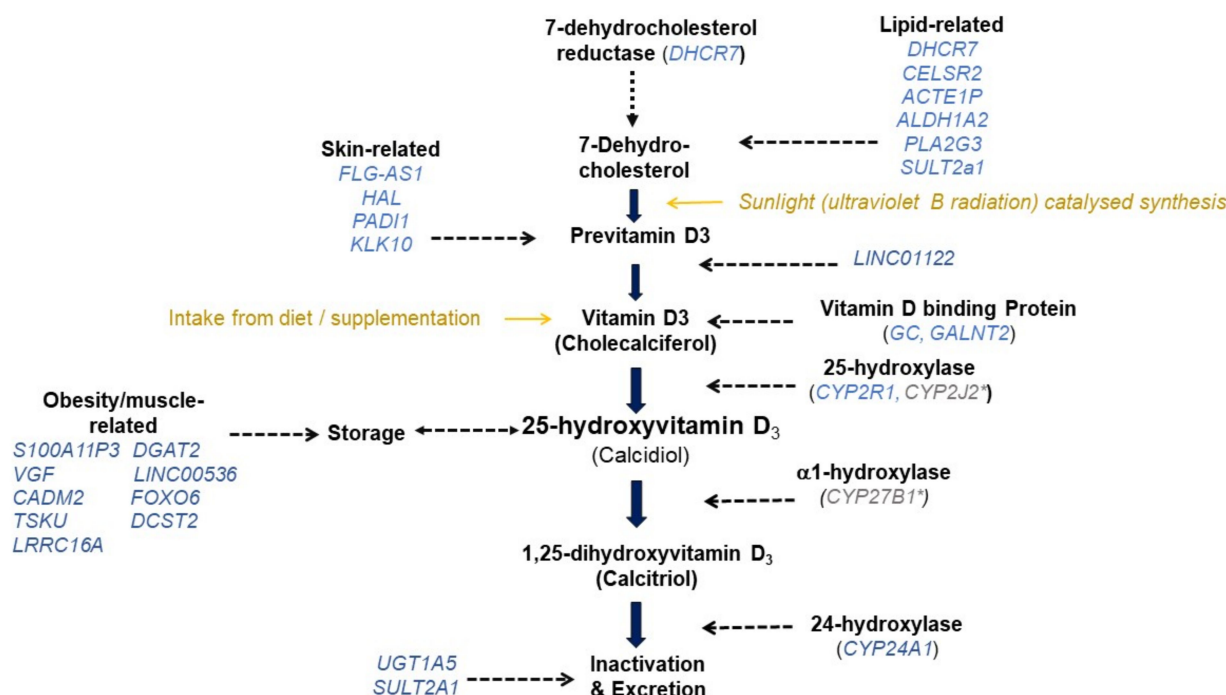 7-dehydrocholesterol
reductase (DHCR7)
Lipid-related
DHCR7
CELSR2
ACTE1P
ALDH1A2
PLA2G3
SULT2a1
7-Dehydro-
cholesterol
Skin-related
FLG-AS1
HAL
PADI1
KLK10
Sunlight (ultraviolet B radiation) catalysed synthesis
Previtamin D3
LINC01122
Intake from diet / supplementation
Vitamin D3
(Cholecalciferol)
Vitamin D binding Protein
(GC, GALNT2)
25-hydroxylase
(CYP2R1, CYP2J2*)
Obesity/muscle-
related
S100A11P3 DGAT2
VGF LINC00536
CADM2 FOXO6
TSKU DCST2
LRRC16A
Storage
25-hydroxyvitamin D3
(Calcidiol)
α1-hydroxylase
(CYP27B1*)
1,25-dihydroxyvitamin D3
(Calcitriol)
24-hydroxylase
(CYP24A1)
UGT1A5
SULT2A1
Inactivation
& Excretion